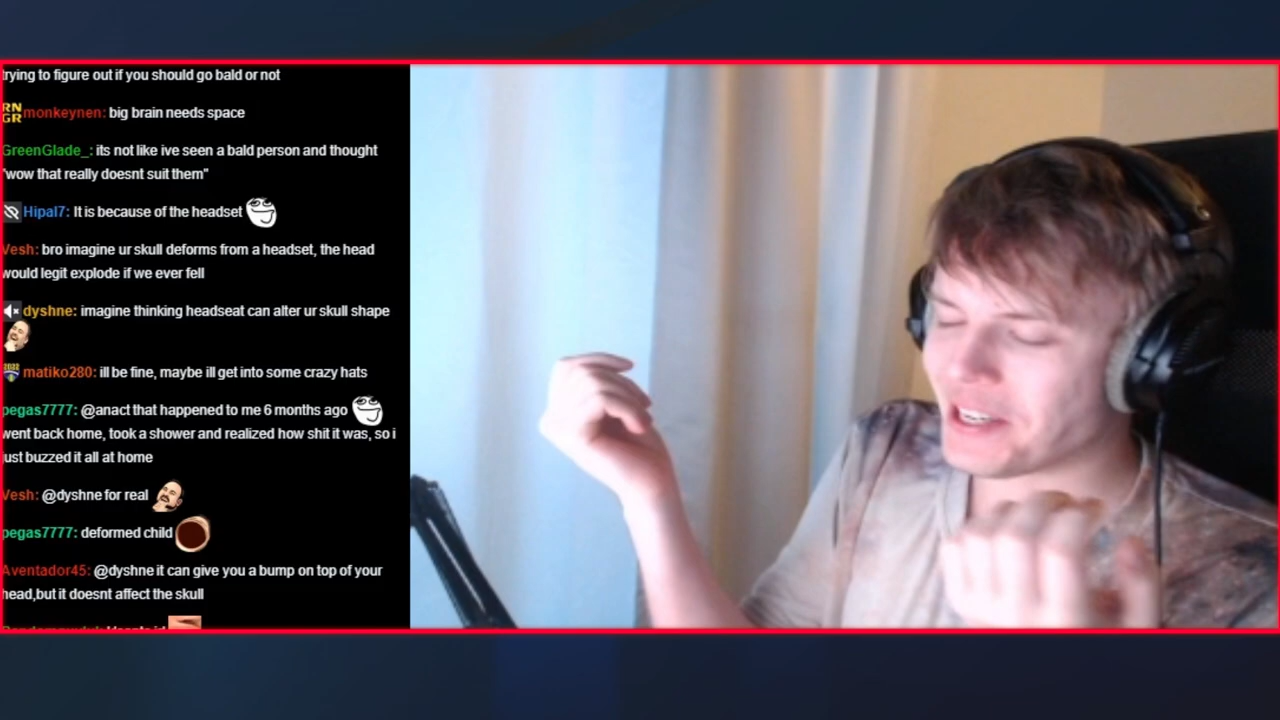 trying to figure out if you should go bald or not
RN
GR
monkeynen: big brain needs space
GreenGlade_: its not like ive seen a bald person and thought
"wow that really doesnt suit them"
Hipal7: It is because of the headset
Vesh: bro imagine ur skull deforms from a headset, the head
would legit explode if we ever fell
dyshne: imagine thinking headseat can alter ur skull shape
matiko280: ill be fine, maybe ill get into some crazy hats
pegas7777: @anact that happened to me 6 months ago
went back home, took a shower and realized how shit it was, so i
just buzzed it all at home
Vesh: @dyshne for real
pegas7777: deformed child
Aventador45: @dyshne it can give you a bump on top of your
head,but it doesnt affect the skull